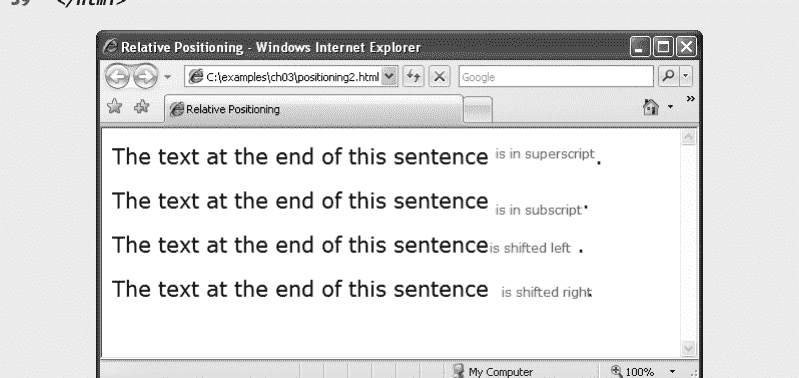 59 </html>
Relative Positioning - Windows Internet Explorer
C:\examples\ch03\positioning2.html Google
Relative Positioning »
The text at the end of this sentence is in superscript.
The text at the end of this sentence is in subscript.
The text at the end of this sentence is shifted left .
The text at the end of this sentence is shifted right.
My Computer 100%